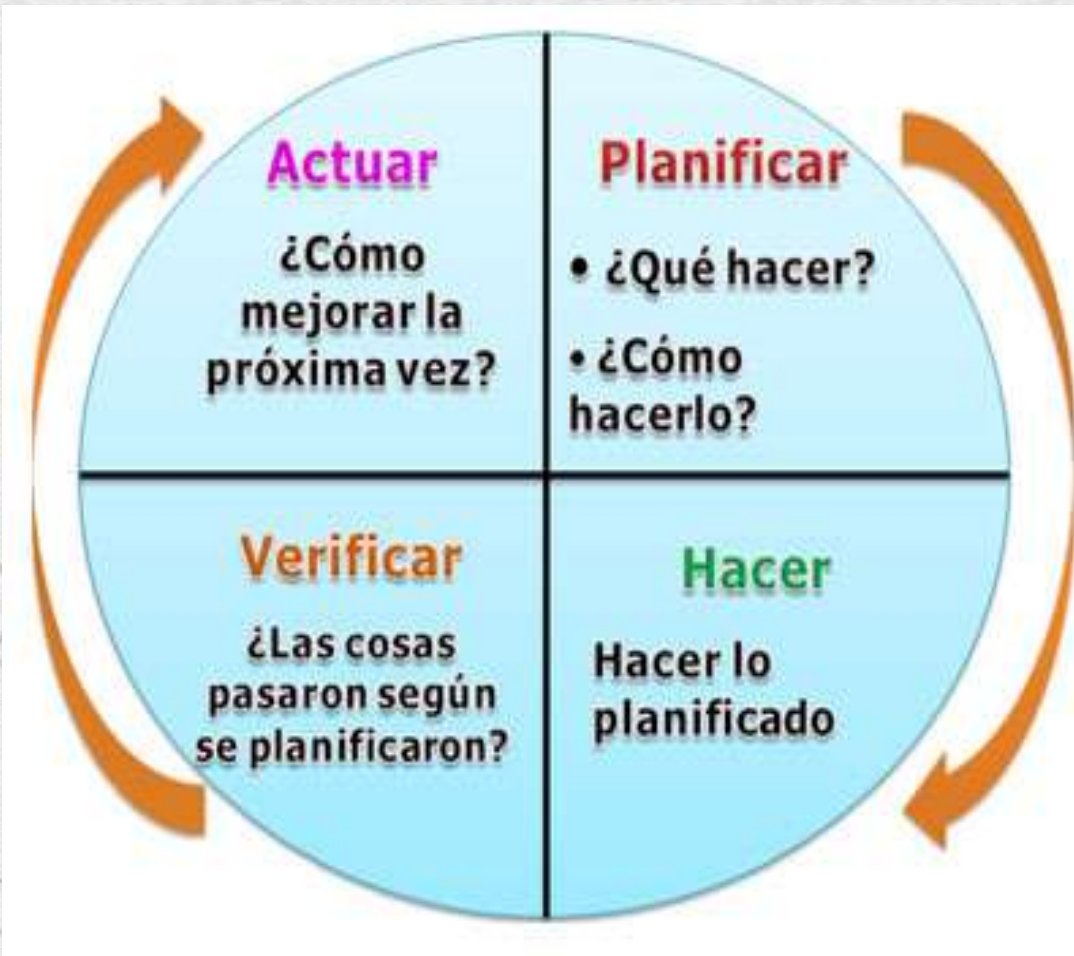 Actuar
¿Cómo
mejorar la
próxima vez?
Planificar
• ¿Qué hacer?
• ¿Cómo
hacerlo?
Verificar
¿Las cosas
pasaron según
se planificaron?
Hacer
Hacer lo
planificado